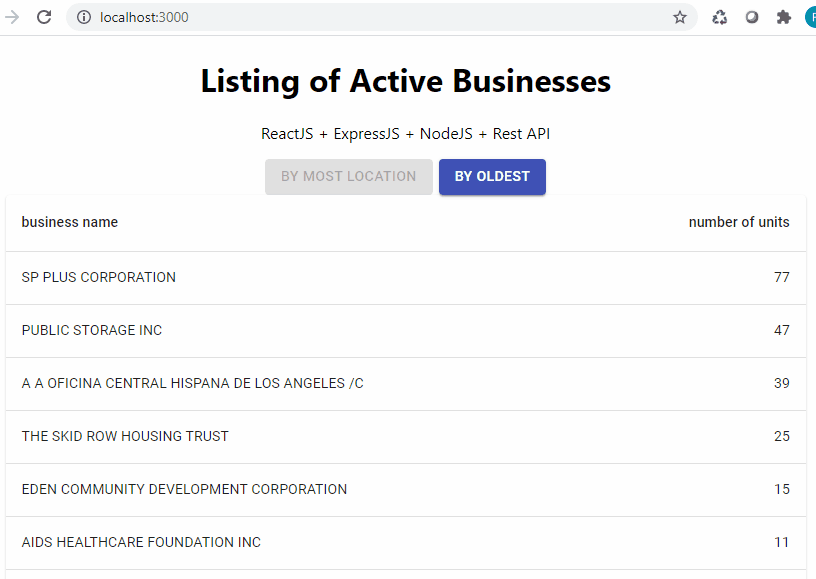 localhost:3000
Listing of Active Businesses
ReactJS + ExpressJS + NodeJS + Rest API
BY MOST LOCATION BY OLDEST
business name number of units
SP PLUS CORPORATION 77
PUBLIC STORAGE INC 47
A A OFICINA CENTRAL HISPANA DE LOS ANGELES /C 39
THE SKID ROW HOUSING TRUST 25
EDEN COMMUNITY DEVELOPMENT CORPORATION 15
AIDS HEALTHCARE FOUNDATION INC 11